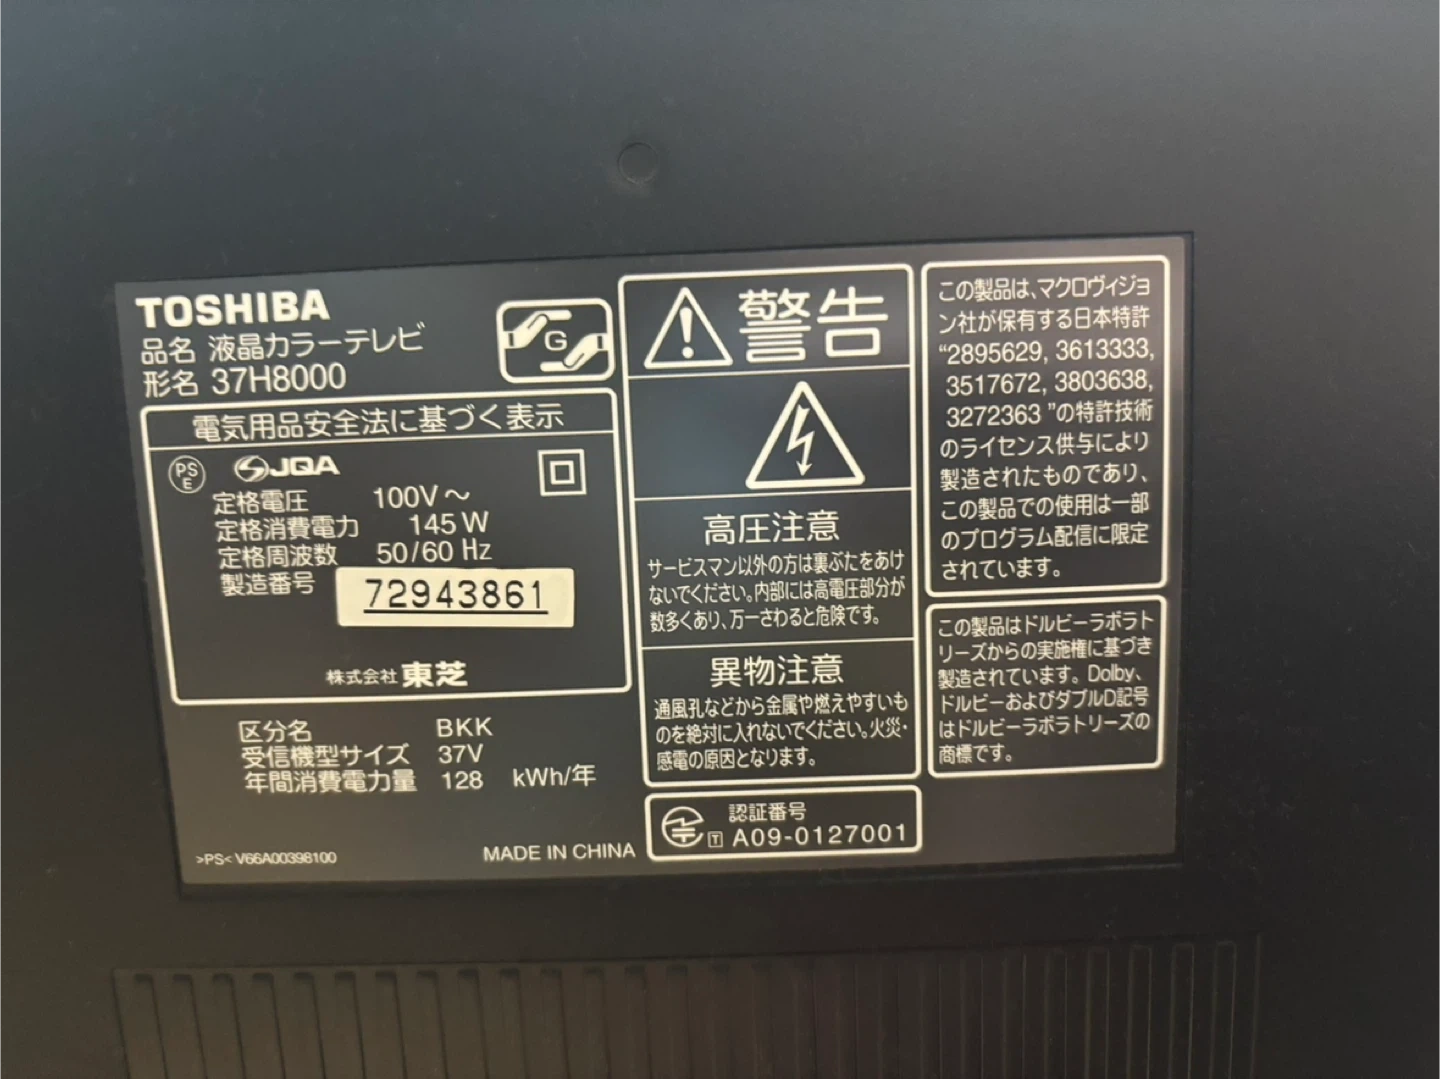 TOSHIBA
品名 液晶カラーテレビ
形名 37H8000
G
電気用品安全法に基づく表示
PS
E
JQA
定格電圧 100V～
定格消費電力 145W
定格周波数 50/60 Hz
製造番号 72943861
株式会社 東芝
区分名 BKK
受信機型サイズ 37V
年間消費電力量 128 kWh/年
>PS< V66A00398100
MADE IN CHINA
警告
高圧注意
サービスマン以外の方は裏ぶたをあけ
ないでください。内部には高電圧部分が
数多くあり、万一さわると危険です。
異物注意
通風孔などから金属や燃えやすいも
のを絶対に入れないでください。火災・
感電の原因となります。
認証番号
T A09-0127001
この製品は、マクロヴィジョ
ン社が保有する日本特許
“2895629, 3613333,
3517672, 3803638,
3272363 ”の特許技術
のライセンス供与により
製造されたものであり、
この製品での使用は一部
のプログラム配信に限定
されています。
この製品はドルビーラボラト
リーズからの実施権に基づき
製造されています。Dolby、
ドルビーおよびダブルD記号
はドルビーラボラトリーズの
商標です。